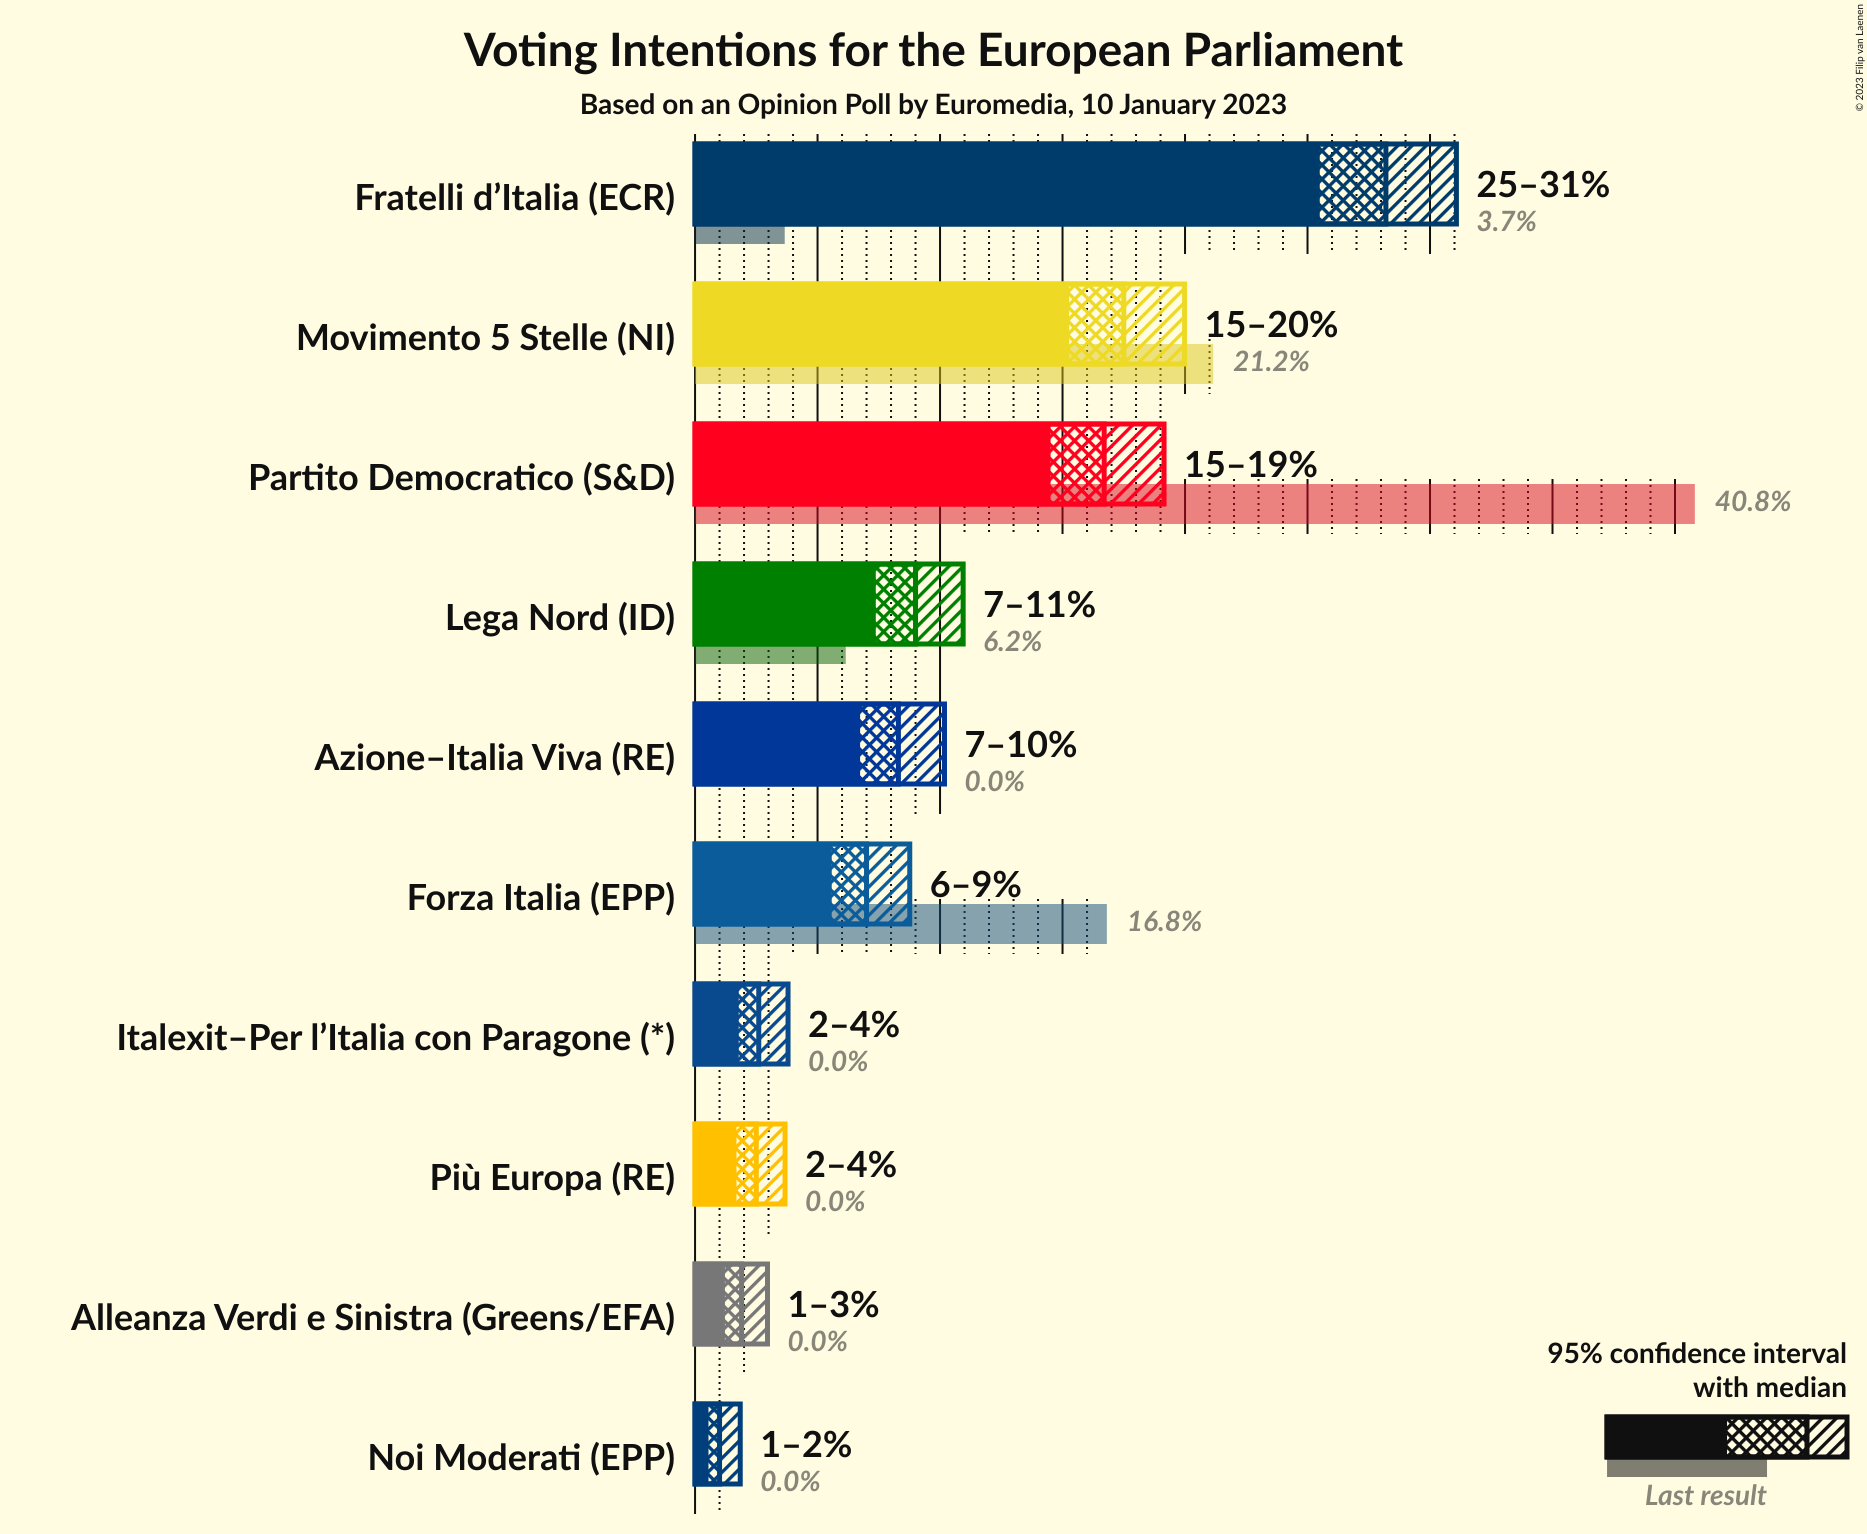 Voting Intentions for the European Parliament
Based on an Opinion Poll by Euromedia, 10 January 2023
© 2023 Filip van Laenen
Fratelli d’Italia (ECR)
25–31%
3.7%
Movimento 5 Stelle (NI)
15–20%
21.2%
Partito Democratico (S&D)
15–19%
40.8%
Lega Nord (ID)
7–11%
6.2%
Azione–Italia Viva (RE)
7–10%
0.0%
Forza Italia (EPP)
6–9%
16.8%
Italexit–Per l’Italia con Paragone (*)
2–4%
0.0%
Più Europa (RE)
2–4%
0.0%
Alleanza Verdi e Sinistra (Greens/EFA)
1–3%
0.0%
Noi Moderati (EPP)
1–2%
0.0%
95% confidence interval
with median
Last result